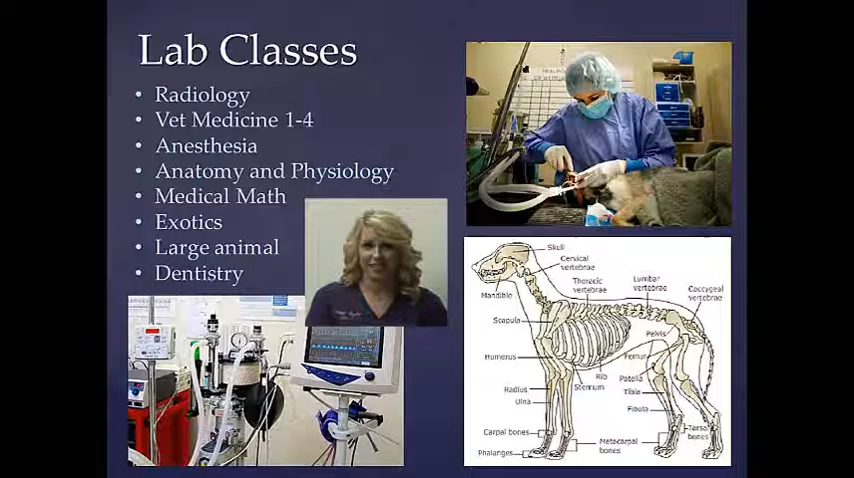 Lab Classes
• Radiology
• Vet Medicine 1-4
• Anesthesia
• Anatomy and Physiology
• Medical Math
• Exotics
• Large animal
• Dentistry
Skull
Cervical
vertebrae
Mandible
Thoracic
vertebrae
Lumbar
vertebrae
Coccygeal
vertebrae
Scapula
Pelvis
Humerus
Femur
Rib
Sternum
Patella
Radius
Ulna
Tibia
Fibula
Carpal bones
Metacarpal
bones
Tarsal
bones
Phalanges